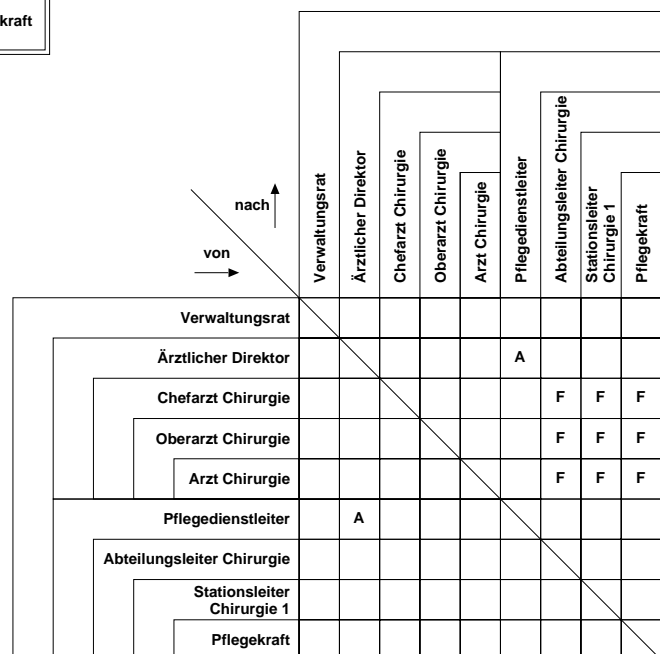 kraft
nach
von
Verwaltungsrat
Ärztlicher Direktor
Chefarzt Chirurgie
Oberarzt Chirurgie
Arzt Chirurgie
Pflegedienstleiter
Abteilungsleiter Chirurgie
Stationsleiter
Chirurgie 1
Pflegekraft
Verwaltungsrat
Ärztlicher Direktor A
Chefarzt Chirurgie F F F
Oberarzt Chirurgie F F F
Arzt Chirurgie F F F
Pflegedienstleiter A
Abteilungsleiter Chirurgie
Stationsleiter
Chirurgie 1
Pflegekraft